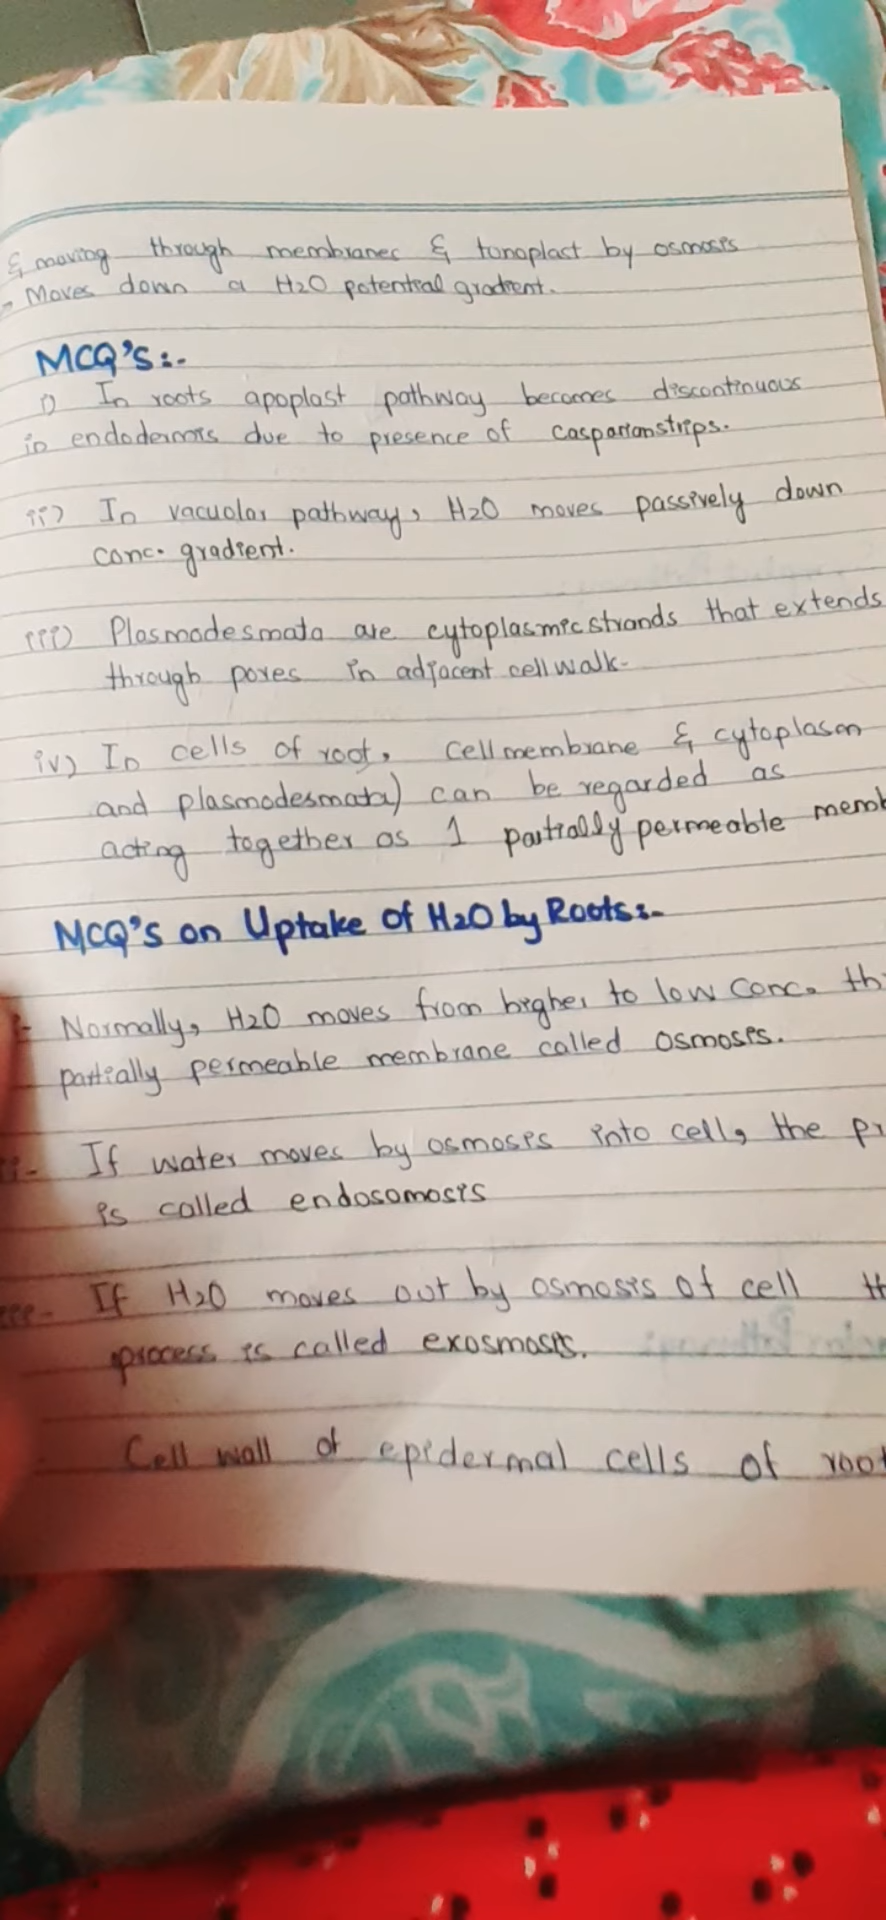 & moving through membranes & tonoplast by osmosis
Moves down a H2O potential gradient.
MCQ'S:-
i) In roots apoplast pathway becomes discontinuous
in endodermis due to presence of casparianstrips.
ii) In vacuolar pathway, H2O moves passively down
conc. gradient.
iii) Plasmodesmata are cytoplasmic strands that extends
through pores in adjacent cell walls.
iv) In cells of root, cell membrane & cytoplasm
and plasmodesmata) can be regarded as
acting together as 1 partially permeable memb
MCQ'S on Uptake of H2O by Roots:-
Normally, H2O moves from higher to low conc. th
partially permeable membrane called osmosis.
If water moves by osmosis into cell, the pr
is called endosomosis
iii- If H2O moves out by osmosis of cell th
process is called exosmosis.
Cell wall of epidermal cells of root